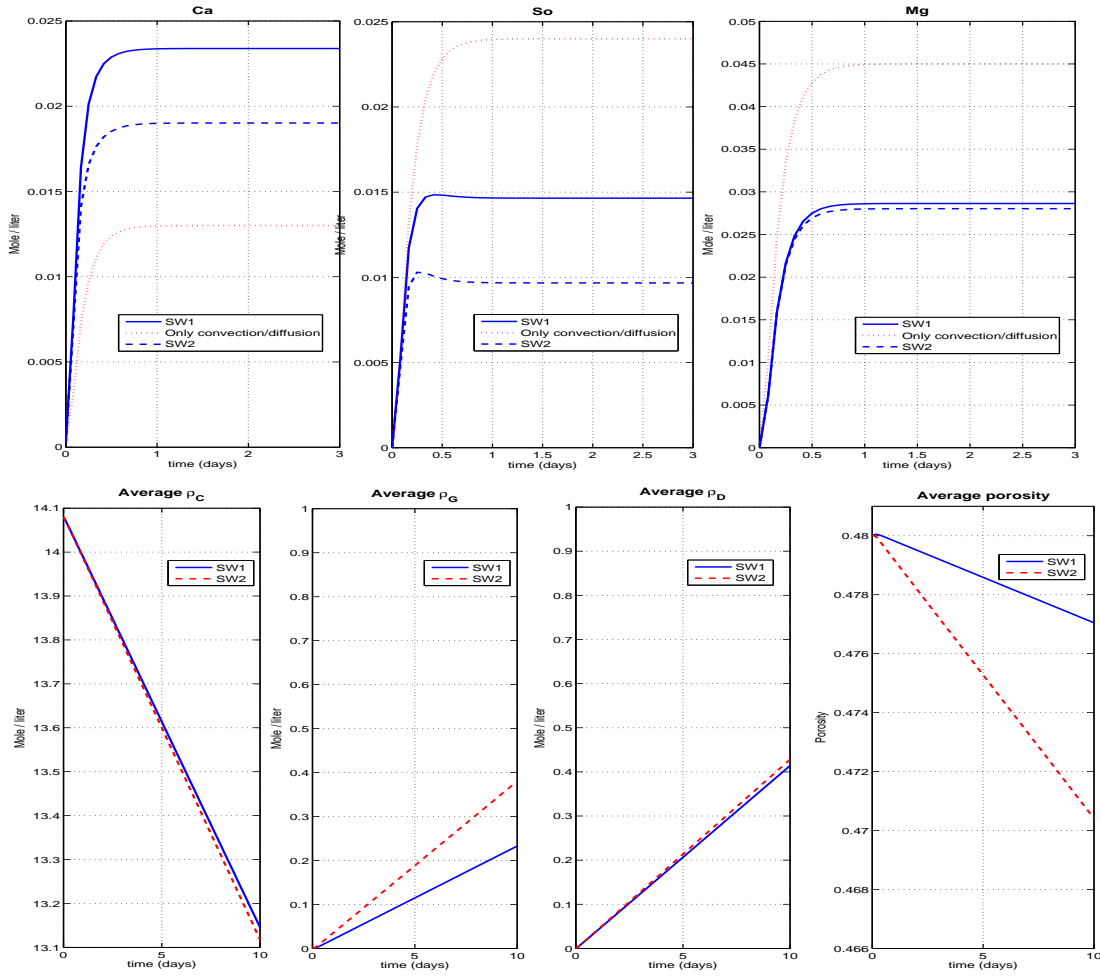 Ca
0.025
0.02
0.015
0.01
0.005
0
Mole / liter
SW1
Only convection/diffusion
SW2
0 1 2 3
time (days)
So
0.025
0.02
0.015
0.01
0.005
0
Mole / liter
SW1
Only convection/diffusion
SW2
0 0.5 1 1.5 2 2.5 3
time (days)
Mg
0.05
0.045
0.04
0.035
0.03
0.025
0.02
0.015
0.01
0.005
0
Mole / liter
SW1
Only convection/diffusion
SW2
0 0.5 1 1.5 2 2.5 3
time (days)
Average ρC
14.1
14
13.9
13.8
13.7
13.6
13.5
13.4
13.3
13.2
13.1
Mole / liter
SW1
SW2
0 5 10
time (days)
Average ρG
1
0.9
0.8
0.7
0.6
0.5
0.4
0.3
0.2
0.1
0
Mole / liter
SW1
SW2
0 5 10
time (days)
Average ρD
1
0.9
0.8
0.7
0.6
0.5
0.4
0.3
0.2
0.1
0
Mole / liter
SW1
SW2
0 5 10
time (days)
Average porosity
0.48
0.478
0.476
0.474
0.472
0.47
0.468
0.466
Porosity
SW1
SW2
0 5 10
time (days)